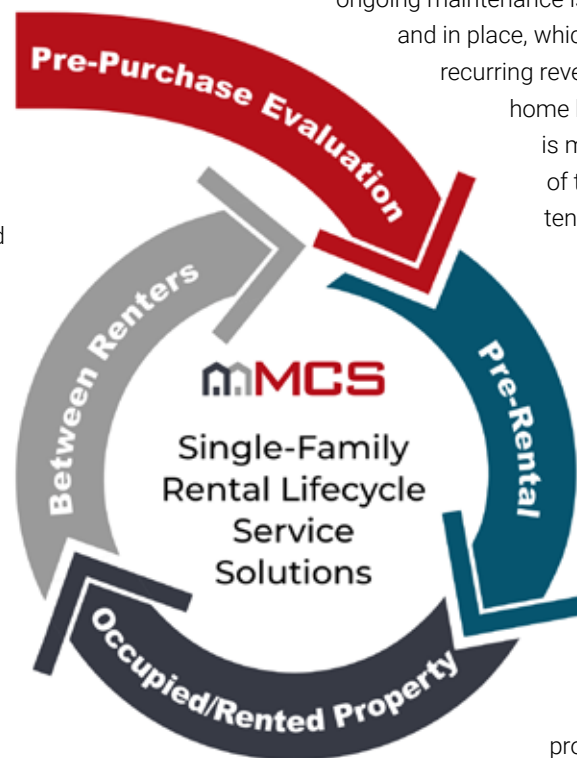 ongoing maintenance is
and in place, whic
recurring reve
home
is m
of t
ten
d
Pre-Purchase Evaluation
Between Renters
Pre-Rental
MCS
Single-Family
Rental Lifecycle
Service
Solutions
Occupied/Rented Property
pro